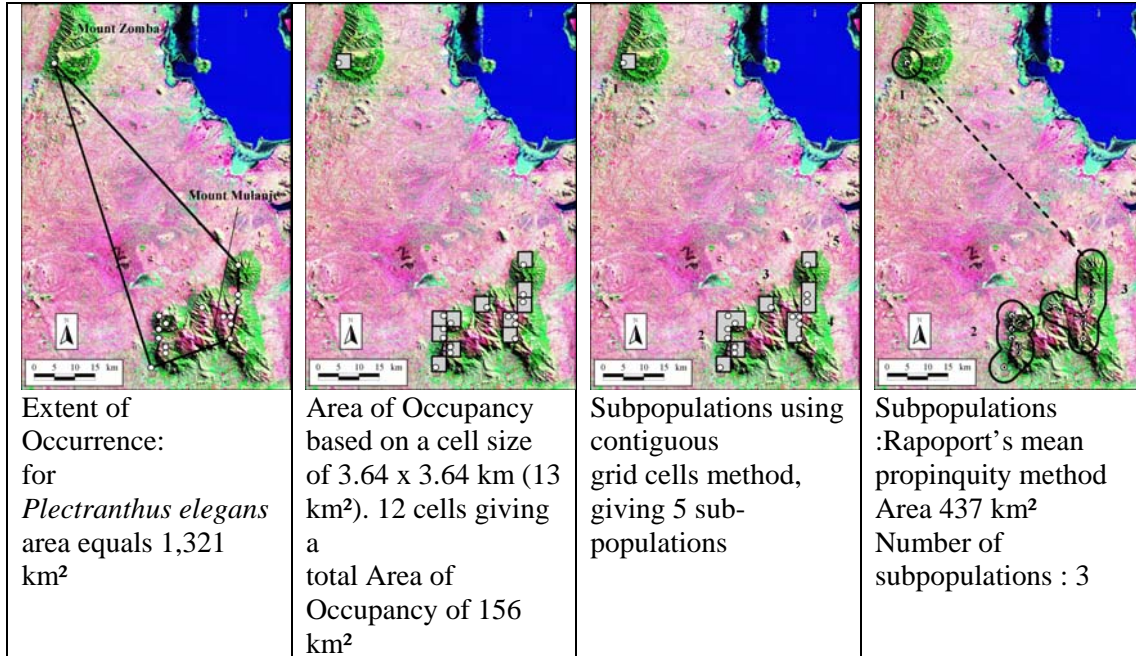 Mount Zomba
Mount Mulanje
N
0 5 10 15 km
N
0 5 10 15 km
1
5
3
2
4
N
0 5 10 15 km
1
3
2
N
0 5 10 15 km
Extent of
Occurrence:
for
Plectranthus elegans
area equals 1,321
km²
Area of Occupancy
based on a cell size
of 3.64 x 3.64 km (13
km²). 12 cells giving
a
total Area of
Occupancy of 156
km²
Subpopulations using
contiguous
grid cells method,
giving 5 sub-
populations
Subpopulations
:Rapoport’s mean
propinquity method
Area 437 km²
Number of
subpopulations : 3